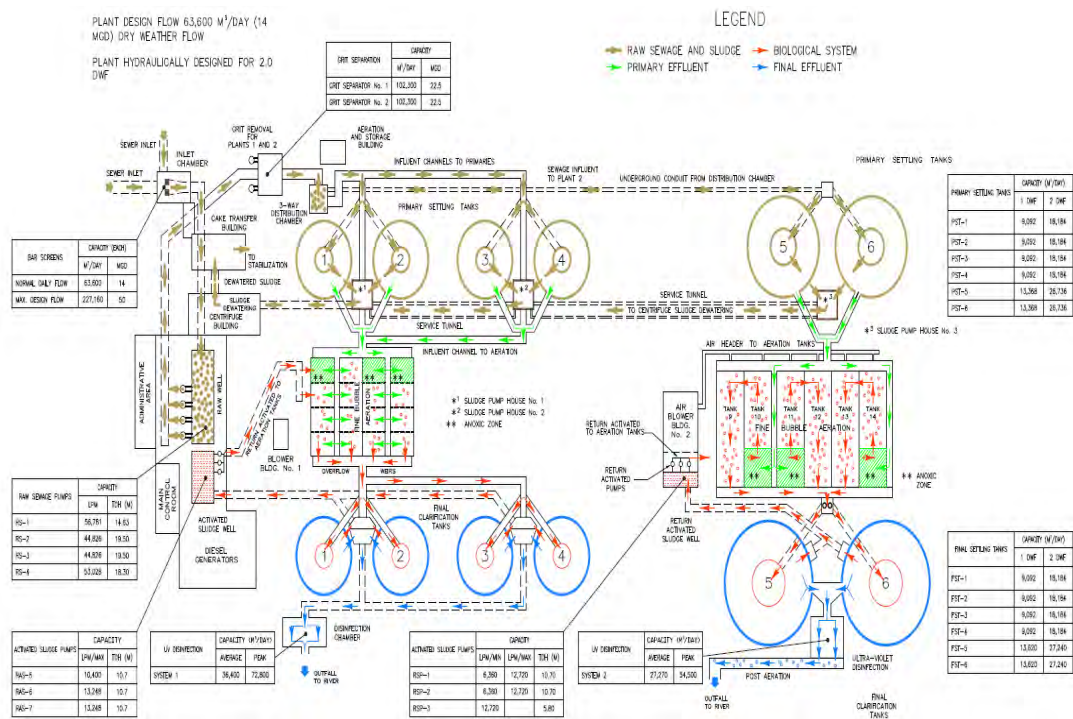 PLANT DESIGN FLOW 63,600 M³/DAY (14
MGD) DRY WEATHER FLOW
PLANT HYDRAULICALLY DESIGNED FOR 2.0
DWF
LEGEND
RAW SEWAGE AND SLUDGE
BIOLOGICAL SYSTEM
PRIMARY EFFLUENT
FINAL EFFLUENT
GRIT SEPARATION CAPACITY
M³/DAY MGD
GRIT SEPARATOR No. 1 102,300 22.5
GRIT SEPARATOR No. 2 102,300 22.5
SEWER INLET
INLET
CHAMBER
SEWER INLET
GRIT REMOVAL
FOR
PLANTS 1 AND 2
AERATION
AND STORAGE
BUILDING
INFLUENT CHANNELS TO PRIMARIES
SEWAGE
INFLUENT
TO PLANT 2
UNDERGROUND CONDUIT FROM DISTRIBUTION CHAMBER
PRIMARY SETTLING TANKS
3-WAY
DISTRIBUTION
CHAMBER
PRIMARY SETTLING TANKS
CAKE TRANSFER
BUILDING
TO
STABILIZATION
DEWATERED SLUDGE
SLUDGE
DEWATERING
CENTRIFUGE
BUILDING
BAR SCREENS CAPACITY (EACH)
M³/DAY MGD
NORMAL DAILY FLOW 63,600 14
MAX. DESIGN FLOW 227,160 50
PRIMARY SETTLING TANKS CAPACITY (M³/DAY)
1 DWF 2 DWF
PST-1 9,092 18,184
PST-2 9,092 18,184
PST-3 9,092 18,184
PST-4 9,092 18,184
PST-5 13,368 26,736
PST-6 13,368 26,736
1 2 3 4 5 6
*1 *2 *3
SERVICE TUNNEL
TO CENTRIFUGE SLUDGE DEWATERING
SERVICE TUNNEL
*3 SLUDGE PUMP HOUSE No. 3
INFLUENT CHANNEL TO AERATION
AIR HEADER TO AERATION TANKS
ADMINISTRATIVE
AREA
RAW WELL
RETURN ACTIVATED TO
AERATION TANKS
BLOWER
BLDG. No. 1
FINE BUBBLE
AERATION
** **
OVERFLOW WEIRS
*1 SLUDGE PUMP HOUSE No. 1
*2 SLUDGE PUMP HOUSE No. 2
** ANOXIC ZONE
AIR
BLOWER
BLDG.
No. 2
RETURN ACTIVATED
TO AERATION TANKS
RETURN
ACTIVATED
PUMPS
RETURN
ACTIVATED
SLUDGE WELL
TANK
9
TANK
10
TANK
11
TANK
12
TANK
13
TANK
14
FINE BUBBLE AERATION
** ** **
** ANOXIC
ZONE
MAIN
CONTROL
ROOM
ACTIVATED
SLUDGE WELL
DIESEL
GENERATORS
RAW SEWAGE PUMPS CAPACITY
LPM TDH (M)
RS-1 56,781 14.63
RS-2 44,826 19.50
RS-3 44,826 19.50
RS-4 53,028 18.30
FINAL
CLARIFICATION
TANKS
1 2 3 4 5 6
FINAL SETTLING TANKS CAPACITY (M³/DAY)
1 DWF 2 DWF
FST-1 9,092 18,184
FST-2 9,092 18,184
FST-3 9,092 18,184
FST-4 9,092 18,184
FST-5 13,620 27,240
FST-6 13,620 27,240
ACTIVATED SLUDGE PUMPS CAPACITY
LPM/MAX TDH (M)
RAS-5 10,400 10.7
RAS-6 13,248 10.7
RAS-7 13,248 10.7
UV DISINFECTION CAPACITY (M³/DAY)
AVERAGE PEAK
SYSTEM 1 36,400 72,800
DISINFECTION
CHAMBER
OUTFALL
TO RIVER
ACTIVATED SLUDGE PUMPS CAPACITY
LPM/MIN LPM/MAX TDH (M)
RSP-1 6,360 12,720 10.70
RSP-2 6,360 12,720 10.70
RSP-3 12,720 5.80
UV DISINFECTION CAPACITY (M³/DAY)
AVERAGE PEAK
SYSTEM 2 27,270 54,500
ULTRA-VIOLET
DISINFECTION
POST AERATION
OUTFALL
TO RIVER
FINAL
CLARIFICATION
TANKS